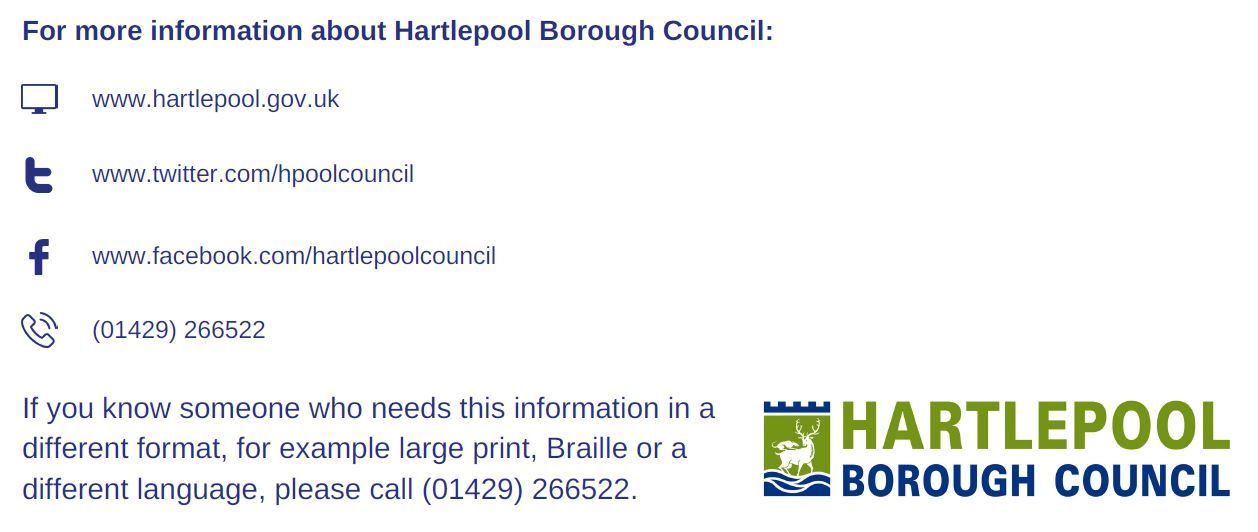 For more information about Hartlepool Borough Council:
www.hartlepool.gov.uk
www.twitter.com/hpoolcouncil
www.facebook.com/hartlepoolcouncil
(01429) 266522
If you know someone who needs this information in a
different format, for example large print, Braille or a
different language, please call (01429) 266522.
HARTLEPOOL
BOROUGH COUNCIL